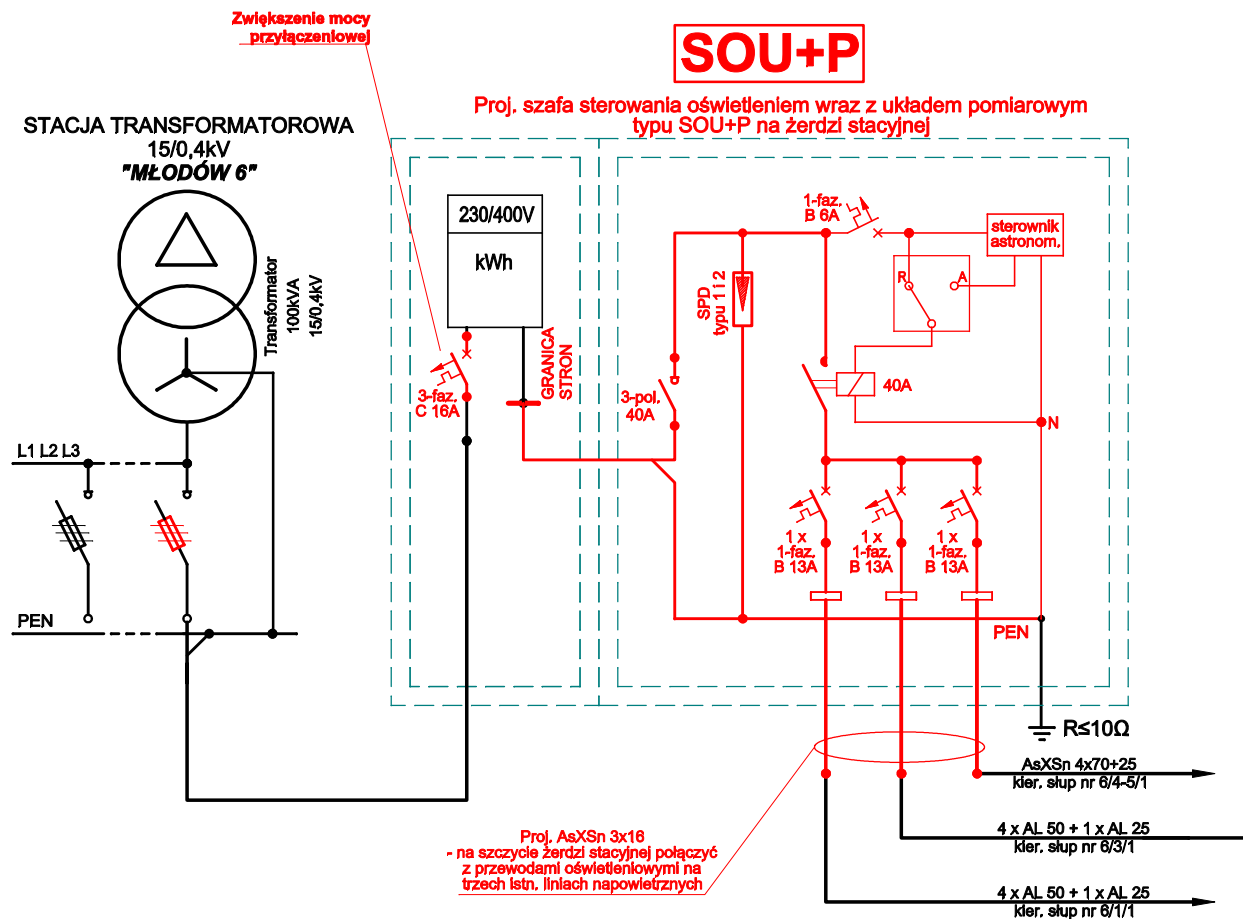 Zwiększenie mocy
przyłączeniowej
SOU+P
Proj. szafa sterowania oświetleniem wraz z układem pomiarowym
typu SOU+P na żerdzi stacyjnej
STACJA TRANSFORMATOROWA
15/0,4kV
"MŁODÓW 6"
Transformator
100kVA
15/0,4kV
L1 L2 L3
PEN
230/400V
kWh
3-faz.
C 16A
GRANICA
STRON
3-pol.
40A
SPD
typu 1 i 2
1-faz.
B 6A
sterownik
astronom.
R
A
40A
N
1 x
1-faz.
B 13A
1 x
1-faz.
B 13A
1 x
1-faz.
B 13A
PEN
R≤10Ω
AsXSn 4x70+25
kier. słup nr 6/4-5/1
4 x AL 50 + 1 x AL 25
kier. słup nr 6/3/1
4 x AL 50 + 1 x AL 25
kier. słup nr 6/1/1
Proj. AsXSn 3x16
- na szczycie żerdzi stacyjnej połączyć
z przewodami oświetleniowymi na
trzech istn. liniach napowietrznych